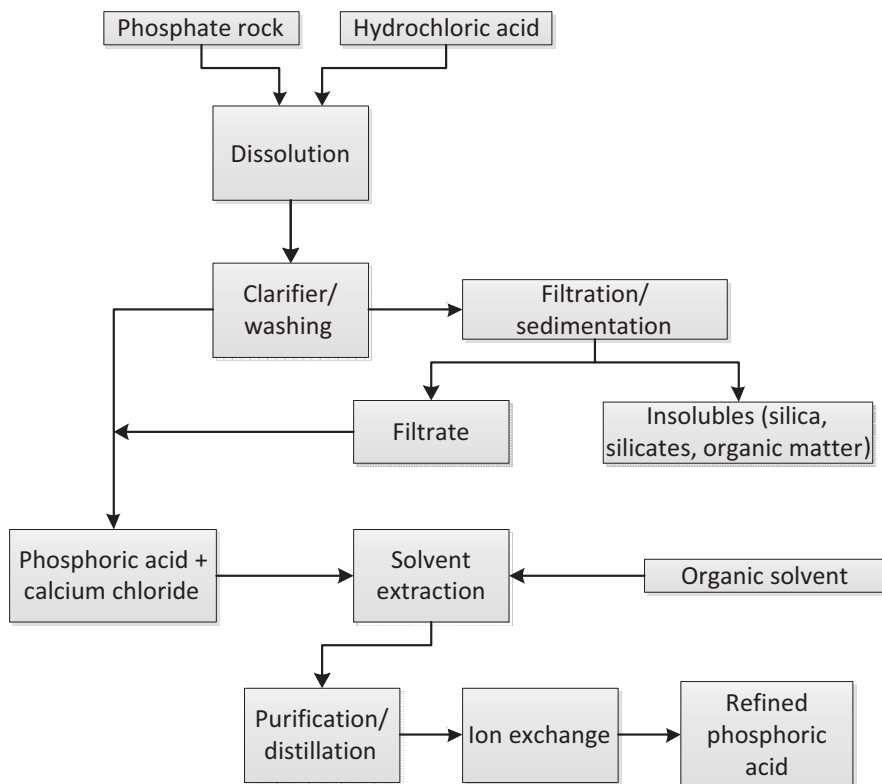 Phosphate rock
Hydrochloric acid
Dissolution
Clarifier/
washing
Filtration/
sedimentation
Filtrate
Insolubles (silica,
silicates, organic matter)
Phosphoric acid +
calcium chloride
Solvent
extraction
Organic solvent
Purification/
distillation
Ion exchange
Refined
phosphoric
acid